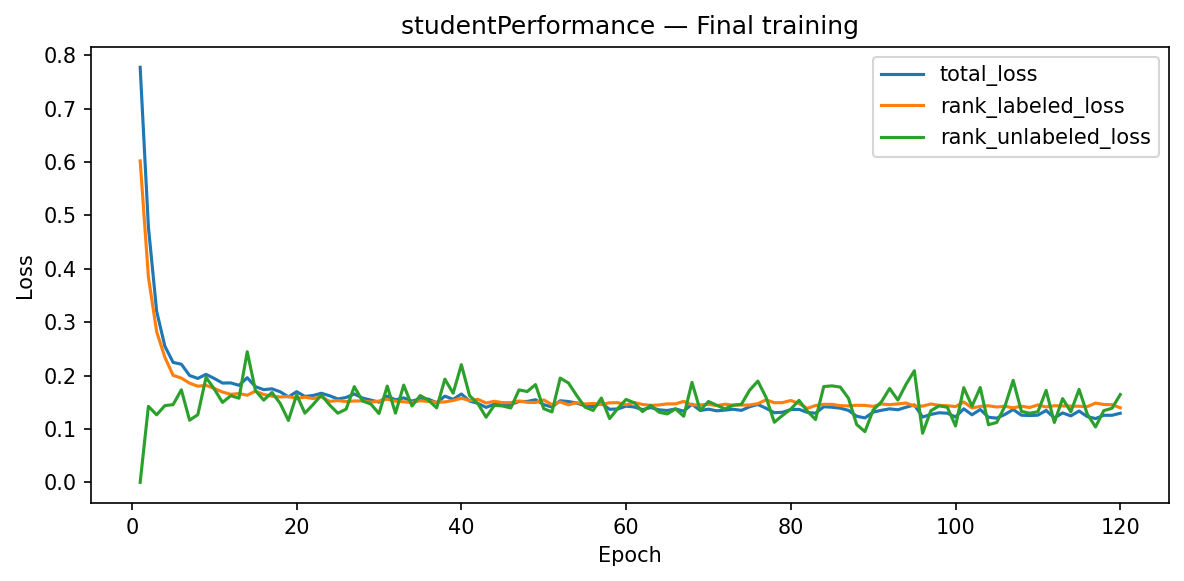 studentPerformance — Final training
total_loss
rank_labeled_loss
rank_unlabeled_loss
Loss
0.8
0.7
0.6
0.5
0.4
0.3
0.2
0.1
0.0
0 20 40 60 80 100 120
Epoch